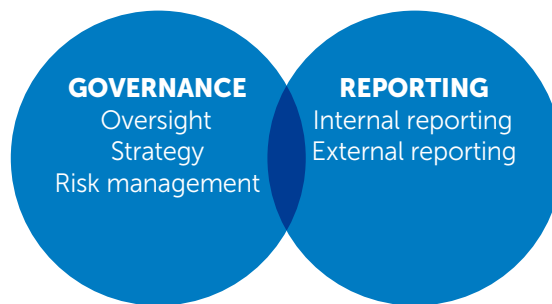 GOVERNANCE
Oversight
Strategy
Risk management
REPORTING
Internal reporting
External reporting